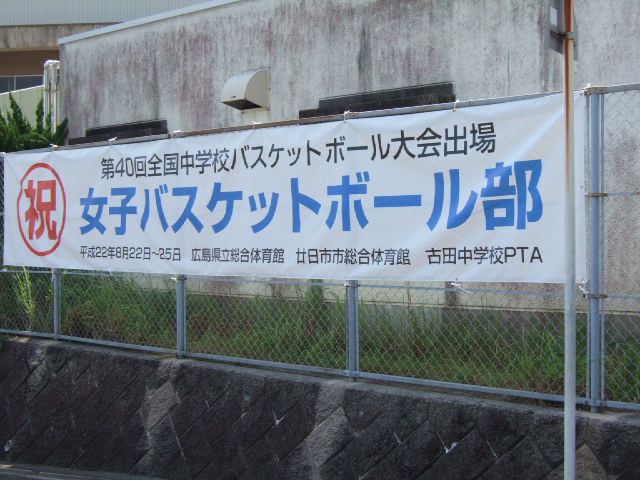 祝
第40回全国中学校バスケットボール大会出場
女子バスケットボール部
平成22年8月22日～25日 広島県立総合体育館 廿日市市総合体育館 古田中学校PTA